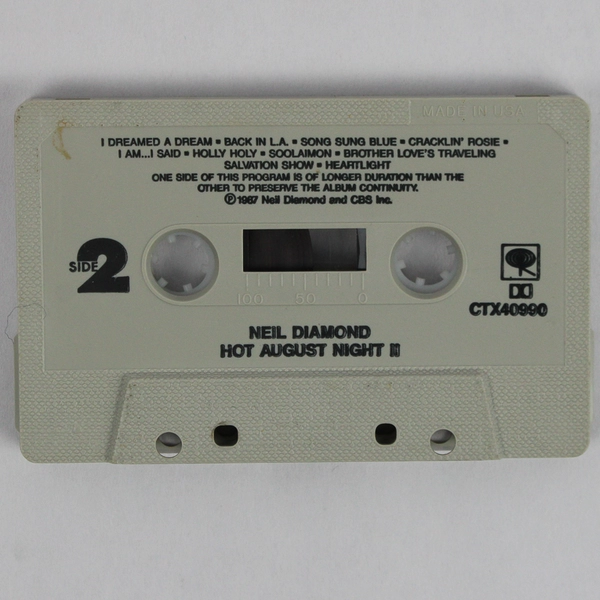 MADE IN USA
I DREAMED A DREAM ▪ BACK IN L.A. ▪ SONG SUNG BLUE ▪ CRACKLIN' ROSIE ▪
I AM...I SAID ▪ HOLLY HOLY ▪ SOOLAIMON ▪ BROTHER LOVE'S TRAVELING
SALVATION SHOW ▪ HEARTLIGHT
ONE SIDE OF THIS PROGRAM IS OF LONGER DURATION THAN THE
OTHER TO PRESERVE THE ALBUM CONTINUITY.
℗ 1987 Neil Diamond and CBS Inc.
SIDE 2
100 50 0
CTX40990
NEIL DIAMOND
HOT AUGUST NIGHT II